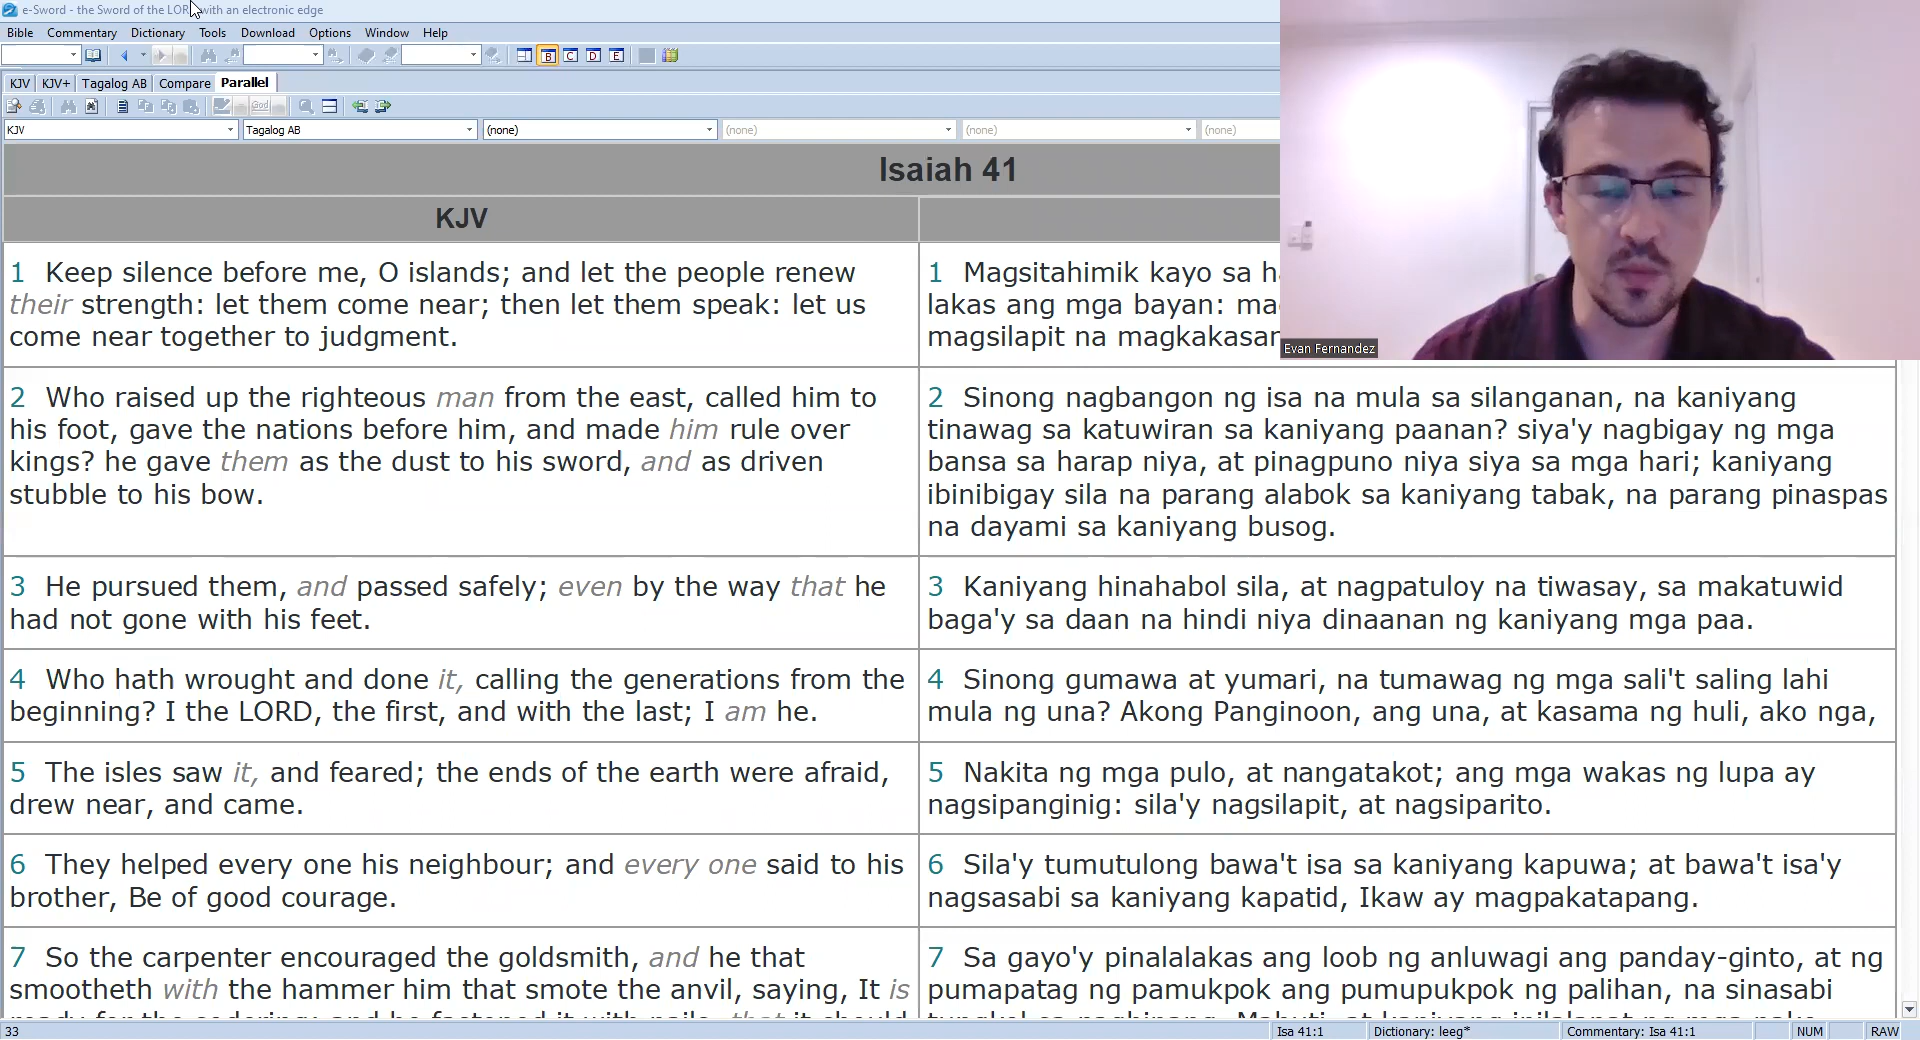 e-Sword - the Sword of the LORD with an electronic edge
Bible Commentary Dictionary Tools Download Options Window Help
KJV KJV+ Tagalog AB Compare Parallel
KJV Tagalog AB (none) (none) (none) (none)
Isaiah 41
KJV
1 Keep silence before me, O islands; and let the people renew
their strength: let them come near; then let them speak: let us
come near together to judgment.
1 Magsitahimik kayo sa
lakas ang mga bayan:
magsilapit na
Evan Fernandez
2 Who raised up the righteous man from the east, called him to
his foot, gave the nations before him, and made him rule over
kings? he gave them as the dust to his sword, and as driven
stubble to his bow.
2 Sinong nagbangon ng isa na mula sa silanganan, na kaniyang
tinawag sa katuwiran sa kaniyang paanan? siya'y nagbigay ng mga
bansa sa harap niya, at pinagpuno niya siya sa mga hari; kaniyang
ibinibigay sila na parang alabok sa kaniyang tabak, na parang pinaspas
na dayami sa kaniyang busog.
3 He pursued them, and passed safely; even by the way that he
had not gone with his feet.
3 Kaniyang hinahabol sila, at nagpatuloy na tiwasay, sa makatuwid
baga'y sa daan na hindi niya dinaanan ng kaniyang mga paa.
4 Who hath wrought and done it, calling the generations from the
beginning? I the LORD, the first, and with the last; I am he.
4 Sinong gumawa at yumari, na tumawag ng mga sali't saling lahi
mula ng una? Akong Panginoon, ang una, at kasama ng huli, ako nga,
5 The isles saw it, and feared; the ends of the earth were afraid,
drew near, and came.
5 Nakita ng mga pulo, at nangatakot; ang mga wakas ng lupa ay
nagsipanginig: sila'y nagsilapit, at nagsiparito.
6 They helped every one his neighbour; and every one said to his
brother, Be of good courage.
6 Sila'y tumutulong bawa't isa sa kaniyang kapuwa; at bawa't isa'y
nagsasabi sa kaniyang kapatid, Ikaw ay magpakatapang.
7 So the carpenter encouraged the goldsmith, and he that
smootheth with the hammer him that smote the anvil, saying, It is
7 Sa gayo'y pinalalakas ang loob ng anluwagi ang panday-ginto, at ng
pumapatag ng pamukpok ang pumupukpok ng palihan, na sinasabi
33 Isa 41:1 Dictionary: leeg* Commentary: Isa 41:1 NUM RAW